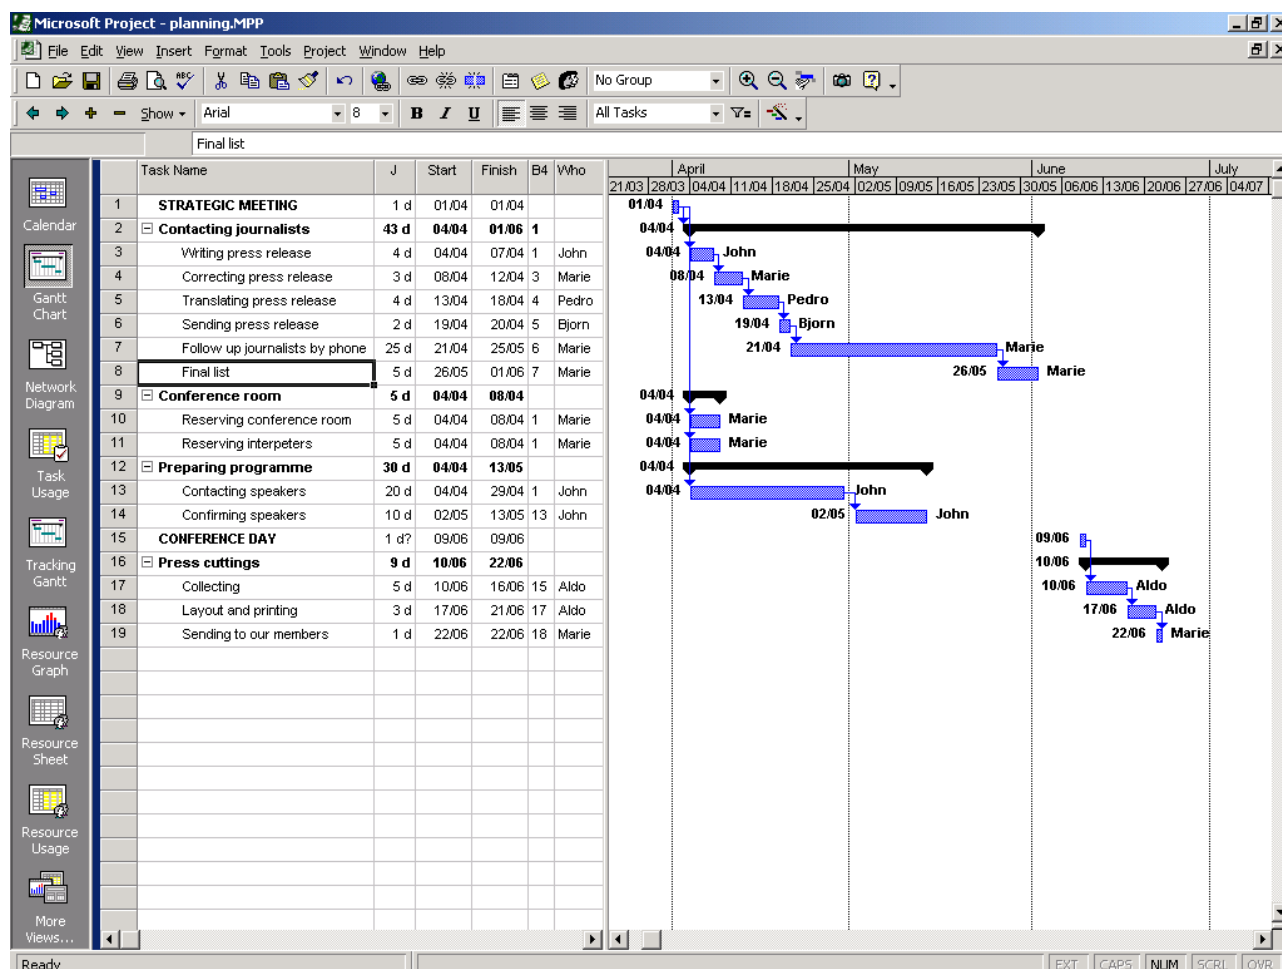 Microsoft Project - planning.MPP
File Edit View Insert Format Tools Project Window Help
ABC No Group
Show Arial 8 B I U All Tasks
Final list
Task Name J Start Finish B4 Who
April May June July
21/03 28/03 04/04 11/04 18/04 25/04 02/05 09/05 16/05 23/05 30/05 06/06 13/06 20/06 27/06 04/07
1 STRATEGIC MEETING 1 d 01/04 01/04 01/04
2 Contacting journalists 43 d 04/04 01/06 1 04/04
3 Writing press release 4 d 04/04 07/04 1 John 04/04 John
4 Correcting press release 3 d 08/04 12/04 3 Marie 08/04 Marie
5 Translating press release 4 d 13/04 18/04 4 Pedro 13/04 Pedro
6 Sending press release 2 d 19/04 20/04 5 Bjorn 19/04 Bjorn
7 Follow up journalists by phone 25 d 21/04 25/05 6 Marie 21/04 Marie
8 Final list 5 d 26/05 01/06 7 Marie 26/05 Marie
9 Conference room 5 d 04/04 08/04 04/04
10 Reserving conference room 5 d 04/04 08/04 1 Marie 04/04 Marie
11 Reserving interpeters 5 d 04/04 08/04 1 Marie 04/04 Marie
12 Preparing programme 30 d 04/04 13/05 04/04
13 Contacting speakers 20 d 04/04 29/04 1 John 04/04 John
14 Confirming speakers 10 d 02/05 13/05 13 John 02/05 John
15 CONFERENCE DAY 1 d? 09/06 09/06 09/06
16 Press cuttings 9 d 10/06 22/06 10/06
17 Collecting 5 d 10/06 16/06 15 Aldo 10/06 Aldo
18 Layout and printing 3 d 17/06 21/06 17 Aldo 17/06 Aldo
19 Sending to our members 1 d 22/06 22/06 18 Marie 22/06 Marie
Calendar
Gantt
Chart
Network
Diagram
Task
Usage
Tracking
Gantt
Resource
Graph
Resource
Sheet
Resource
Usage
More
Views...
Ready EXT CAPS NUM SCRL OVR